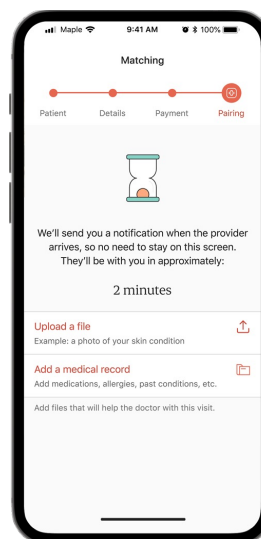 Maple 9:41 AM 100%
Matching
Patient Details Payment Pairing
We'll send you a notification when the provider
arrives, so no need to stay on this screen.
They'll be with you in approximately:
2 minutes
Upload a file
Example: a photo of your skin condition
Add a medical record
Add medications, allergies, past conditions, etc.
Add files that will help the doctor with this visit.